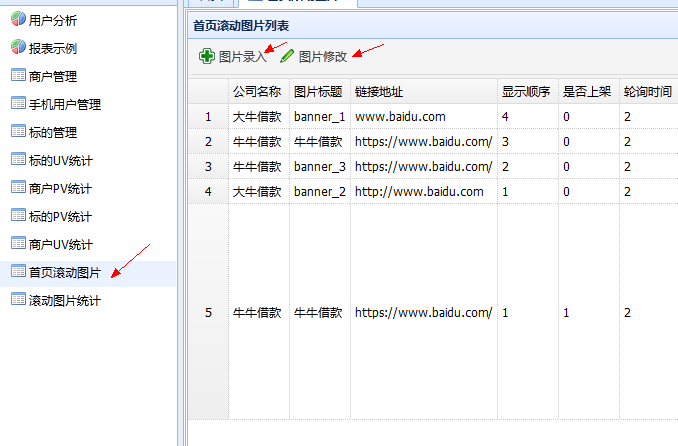 用户分析
报表示例
商户管理
手机用户管理
标的管理
标的UV统计
商户PV统计
标的PV统计
商户UV统计
首页滚动图片
滚动图片统计
首页滚动图片列表
图片录入 图片修改
公司名称 图片标题 链接地址 显示顺序 是否上架 轮询时间
1 大牛借款 banner_1 www.baidu.com 4 0 2
2 牛牛借款 牛牛借款 https://www.baidu.com/ 3 0 2
3 牛牛借款 banner_3 https://www.baidu.com/ 2 0 2
4 大牛借款 banner_2 http://www.baidu.com 1 0 2
5 牛牛借款 牛牛借款 https://www.baidu.com/ 1 1 2